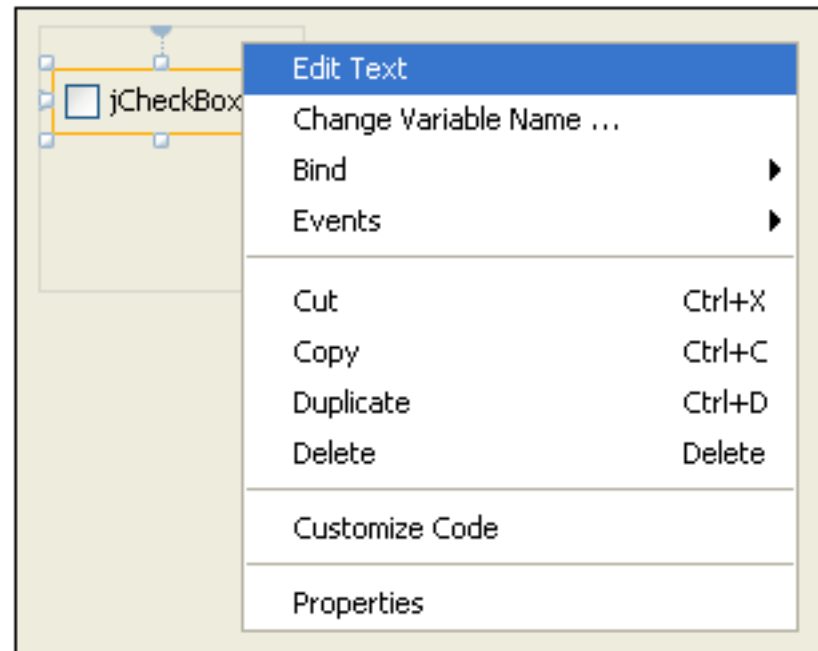 jCheckBox
Edit Text
Change Variable Name ...
Bind
Events
Cut Ctrl+X
Copy Ctrl+C
Duplicate Ctrl+D
Delete Delete
Customize Code
Properties